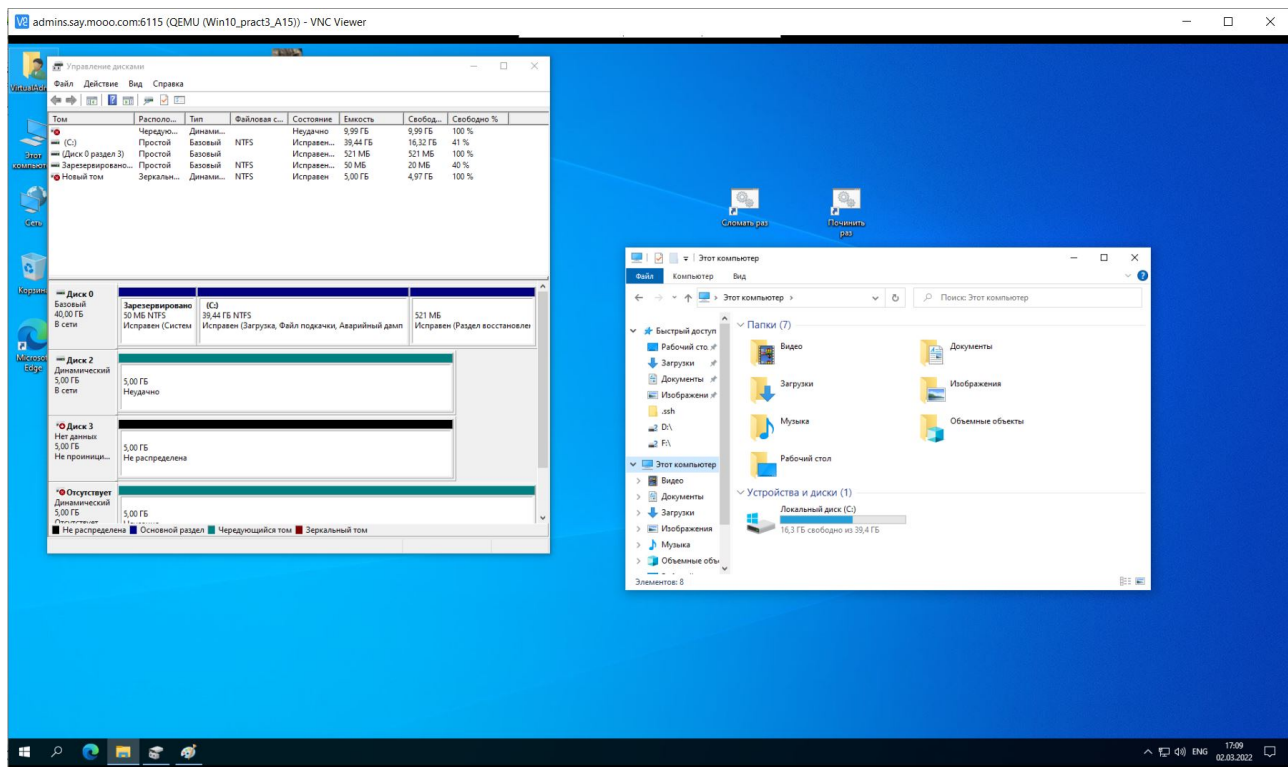 admins.say.mooo.com:6115 (QEMU (Win10_pract3_A15)) - VNC Viewer
Управление дисками
Файл Действие Вид Справка
Том Располо... Тип Файловая с... Состояние Емкость Свобод... Свободно %
Чередую... Динами... Неудачно 9,99 ГБ 9,99 ГБ 100 %
(C:) Простой Базовый NTFS Исправен... 39,44 ГБ 16,32 ГБ 41 %
(Диск 0 раздел 3) Простой Базовый Исправен... 521 МБ 521 МБ 100 %
Зарезервировано... Простой Базовый NTFS Исправен... 50 МБ 20 МБ 40 %
Новый том Зеркальн... Динами... NTFS Исправен 5,00 ГБ 4,97 ГБ 100 %
Диск 0
Базовый
40,00 ГБ
В сети
Зарезервировано
50 МБ NTFS
Исправен (Систем
(C:)
39,44 ГБ NTFS
Исправен (Загрузка, Файл подкачки, Аварийный дамп
521 МБ
Исправен (Раздел восстановлен
Диск 2
Динамический
5,00 ГБ
В сети
5,00 ГБ
Неудачно
Диск 3
Нет данных
5,00 ГБ
Не проиници...
5,00 ГБ
Не распределена
Отсутствует
Динамический
5,00 ГБ
Отсутствует
5,00 ГБ
Не распределена Основной раздел Чередующийся том Зеркальный том
Этот
компьют
Сеть
Корзина
Microsoft
Edge
Сломать раз
Починить
раз
Этот компьютер
Файл Компьютер Вид
Этот компьютер
Поиск: Этот компьютер
Быстрый доступ
Рабочий сто.
Загрузки
Документы
Изображени
.ssh
D:\
F:\
Этот компьютер
Видео
Документы
Загрузки
Изображения
Музыка
Объемные объ
Папки (7)
Видео
Документы
Загрузки
Изображения
Музыка
Объемные объекты
Рабочий стол
Устройства и диски (1)
Локальный диск (C:)
16,3 ГБ свободно из 39,4 ГБ
Элементов: 8
ENG
17:09
02.03.2022